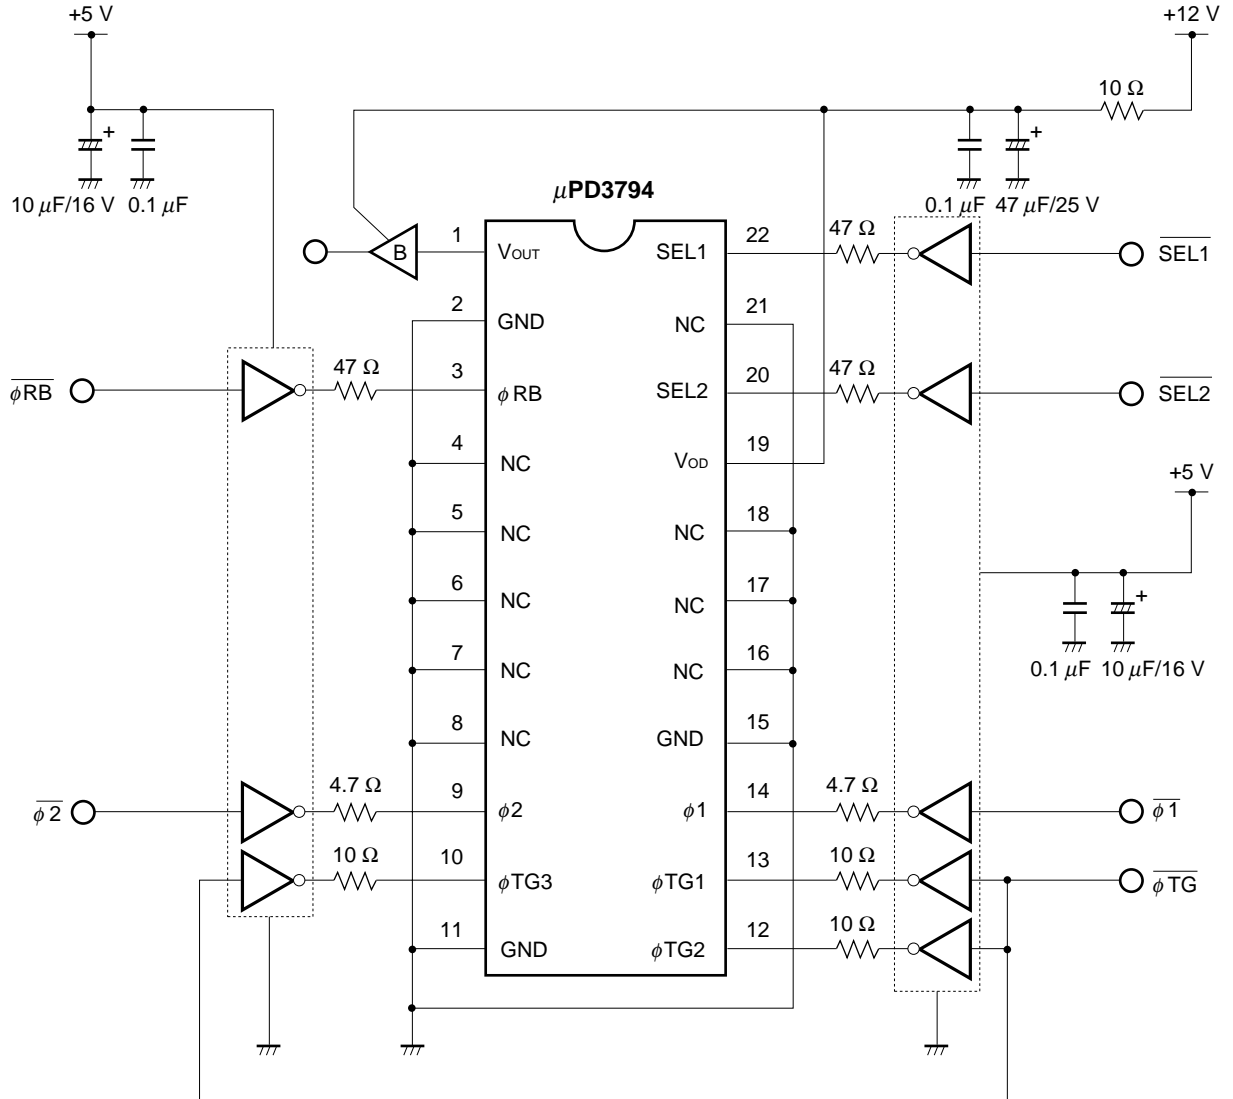 +5 V
+12 V
10 Ω
+
+
10 μF/16 V 0.1 μF
0.1 μF 47 μF/25 V
μPD3794
B
1 VOUT
SEL1 22
47 Ω
SEL1
2 GND
NC 21
φRB
47 Ω
3 φRB
SEL2 20
47 Ω
SEL2
4 NC
VOD 19
+5 V
5 NC
NC 18
6 NC
NC 17
+
7 NC
NC 16
0.1 μF 10 μF/16 V
8 NC
GND 15
φ2
4.7 Ω
9 φ2
φ1 14
4.7 Ω
φ1
10 Ω
10 φTG3
φTG1 13
10 Ω
φTG
11 GND
φTG2 12
10 Ω